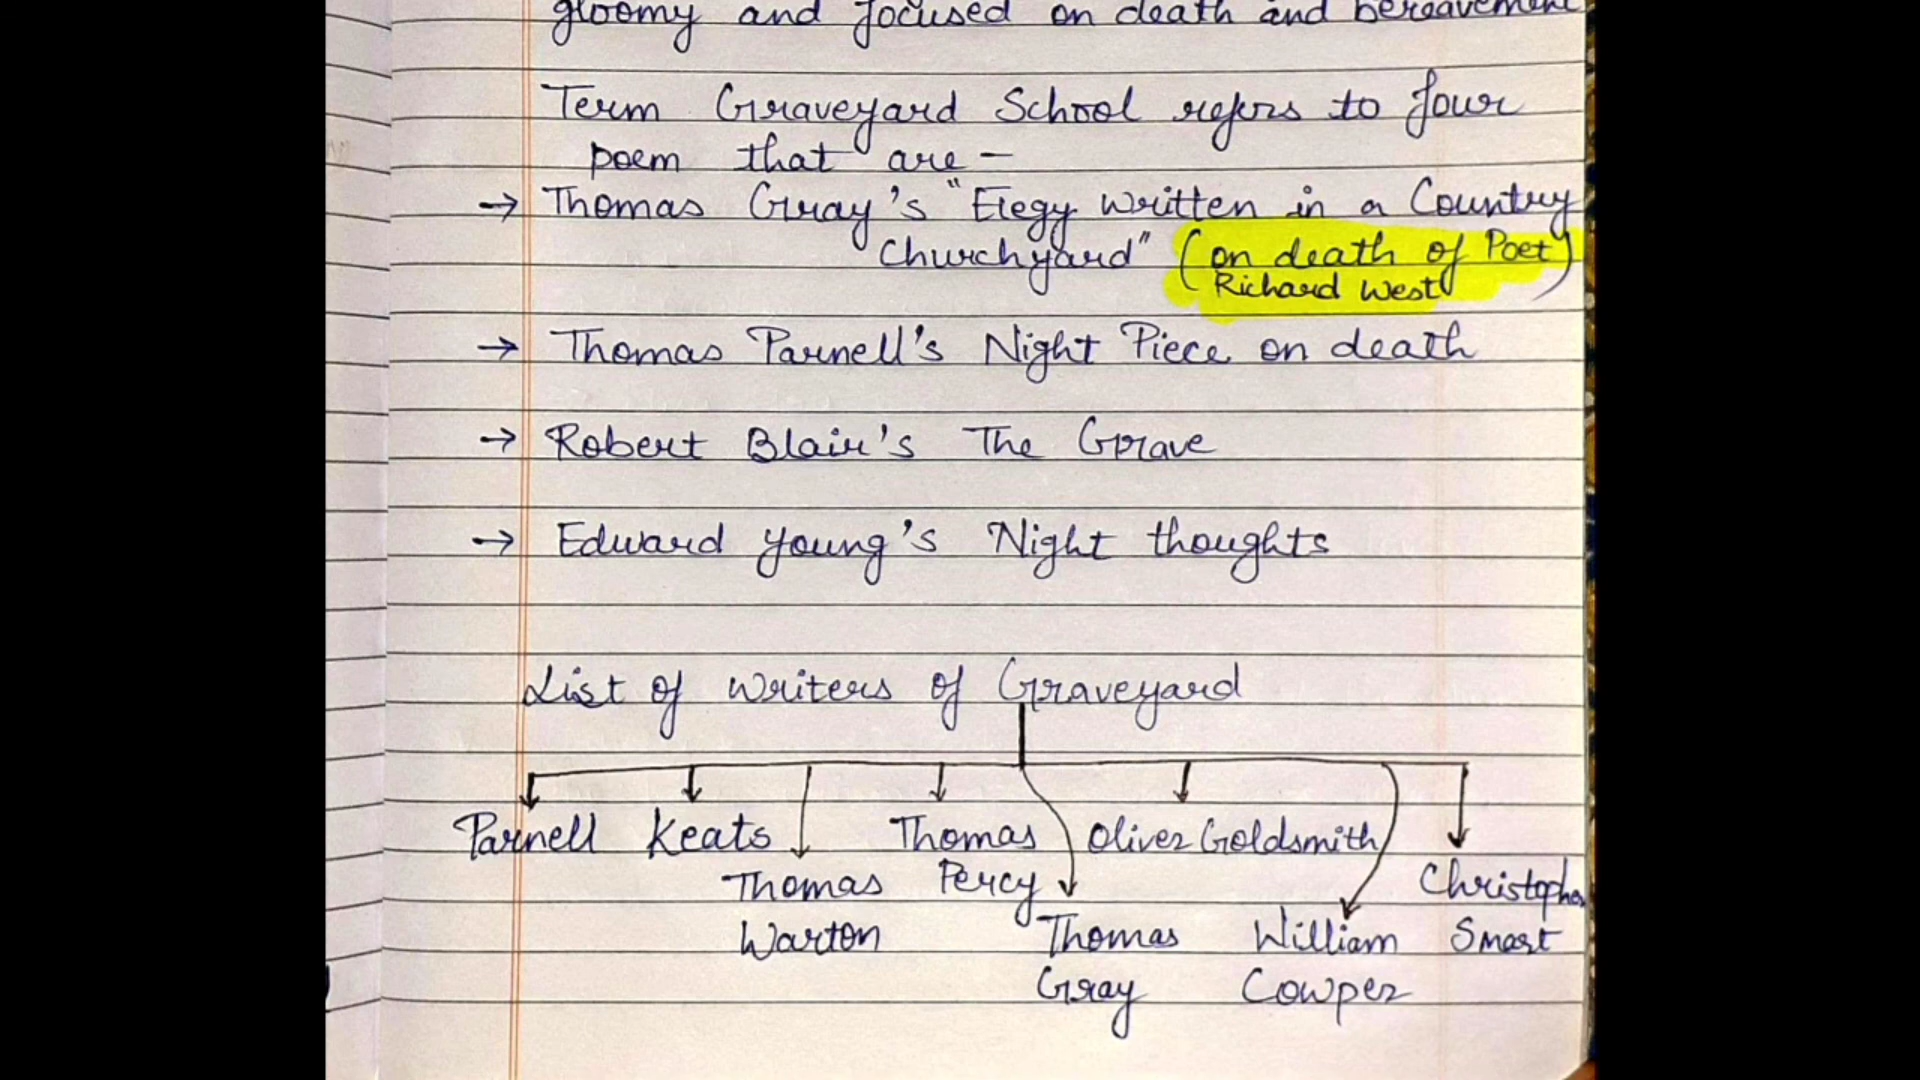 gloomy and focused on death and bereavement
Term Graveyard School refers to four
poem that are –
→ Thomas Gray's "Elegy written in a Country
Churchyard" (on death of Poet
Richard West)
→ Thomas Parnell's Night Piece on death
→ Robert Blair's The Grave
→ Edward Young's Night thoughts
List of writers of Graveyard
Parnell Keats Thomas Oliver Goldsmith
Thomas Percy Christopher
Warton Thomas William Smart
Gray Cowper